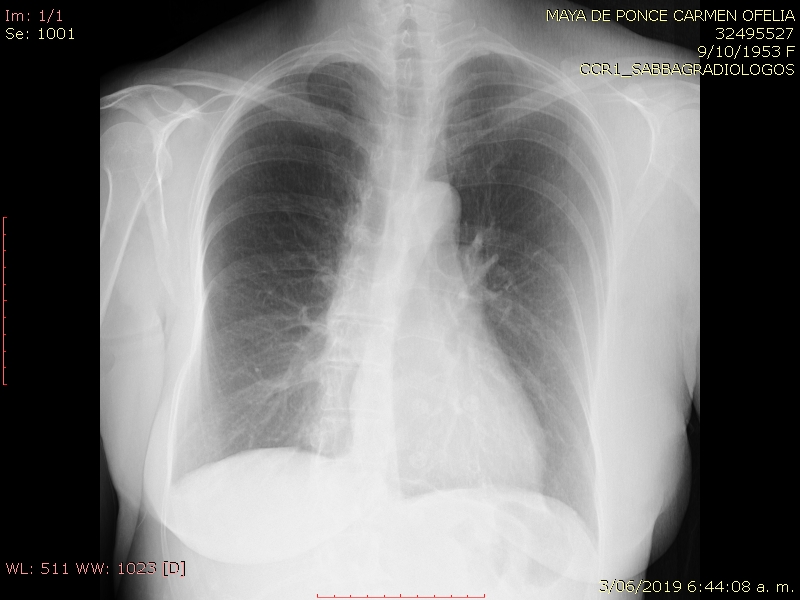 Im: 1/1
Se: 1001
MAYA DE PONCE CARMEN OFELIA
32495527
9/10/1953 F
CCR1_SABBAGRADIOLOGOS
WL: 511 WW: 1023 [D]
3/06/2019 6:44:08 a. m.